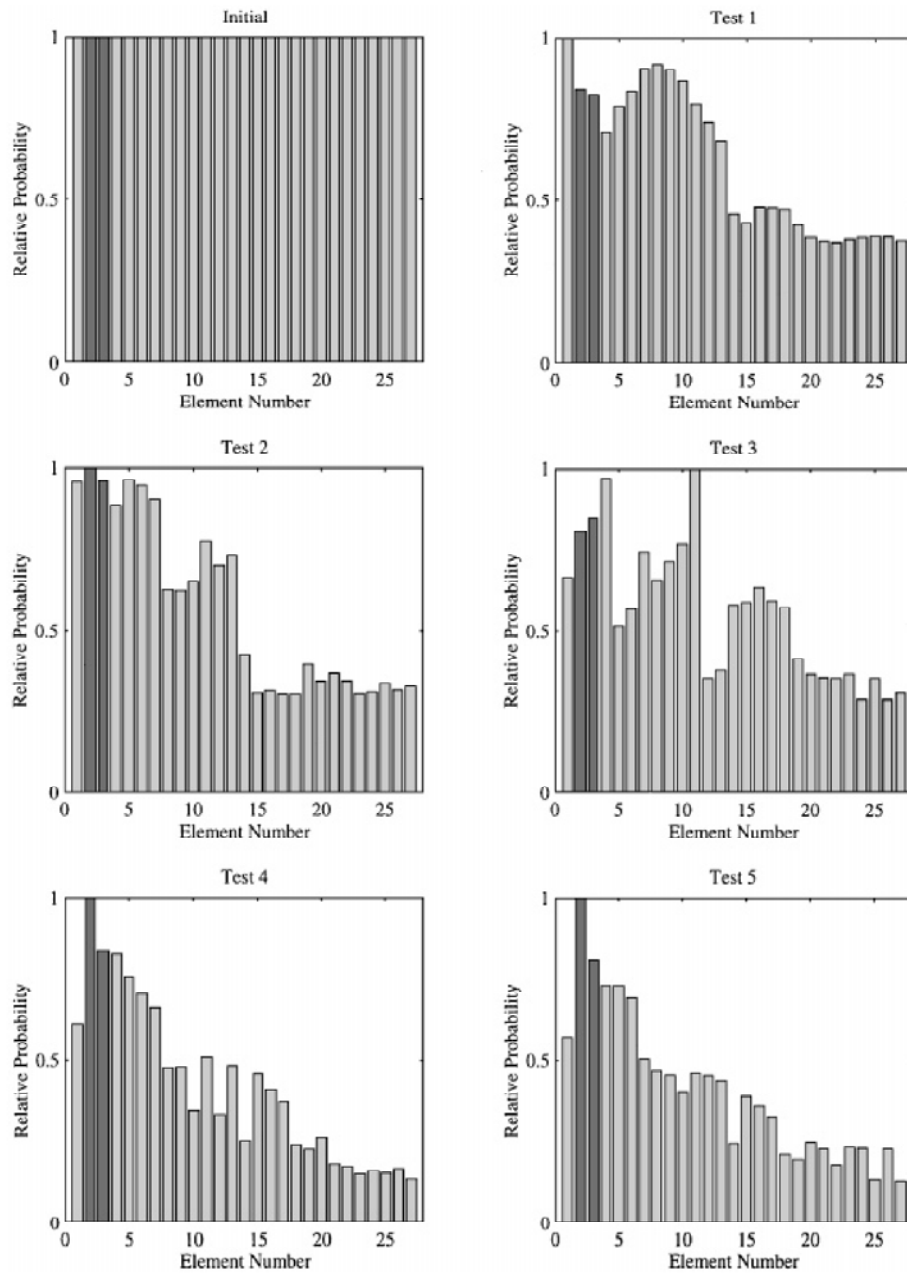 Initial
1
0.5
0
Relative Probability
0 5 10 15 20 25
Element Number
Test 1
1
0.5
0
Relative Probability
0 5 10 15 20 25
Element Number
Test 2
1
0.5
0
Relative Probability
0 5 10 15 20 25
Element Number
Test 3
1
0.5
0
Relative Probability
0 5 10 15 20 25
Element Number
Test 4
1
0.5
0
Relative Probability
0 5 10 15 20 25
Element Number
Test 5
1
0.5
0
Relative Probability
0 5 10 15 20 25
Element Number